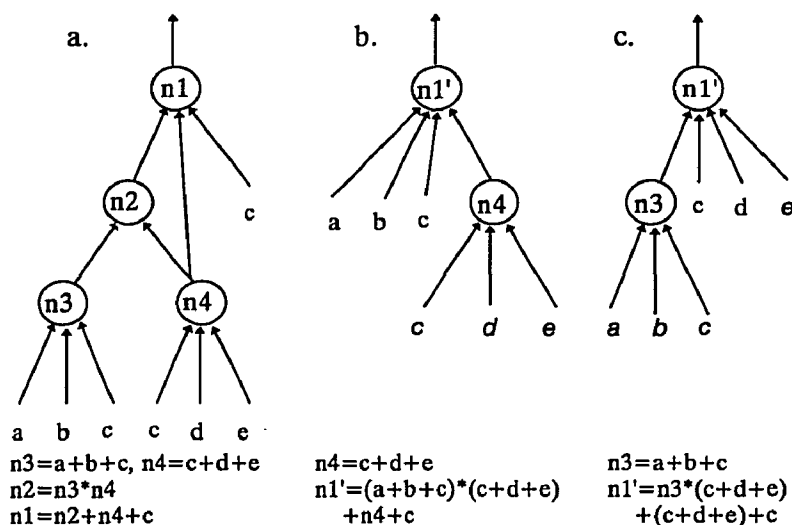 a.
b.
c.
n1
n1'
n1'
n2
c
a
b
c
n4
n3
c
d
e
n3
n4
c
d
e
a
b
c
a
b
c
c
d
e
n3=a+b+c, n4=c+d+e
n2=n3*n4
n1=n2+n4+c
n4=c+d+e
n1'=(a+b+c)*(c+d+e)
+n4+c
n3=a+b+c
n1'=n3*(c+d+e)
+(c+d+e)+c